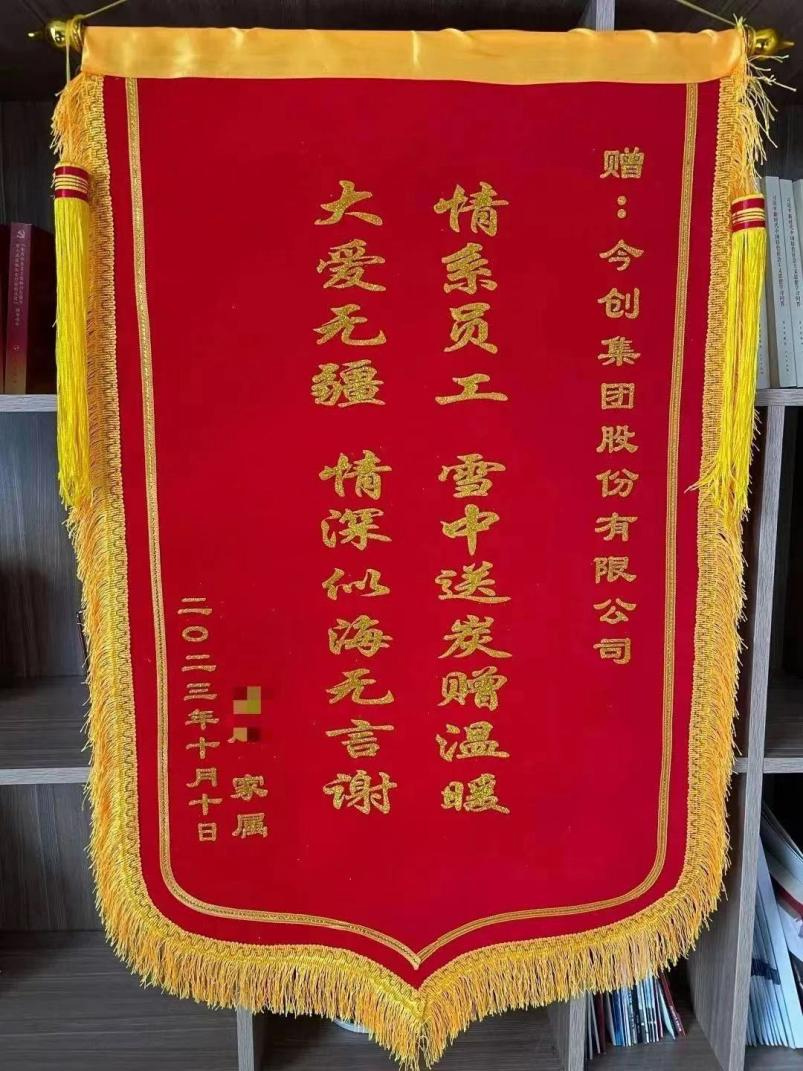 赠：今创集团股份有限公司
情系员工 雪中送炭赠温暖
大爱无疆 情深似海无言谢
家属
二〇二三年十月十日